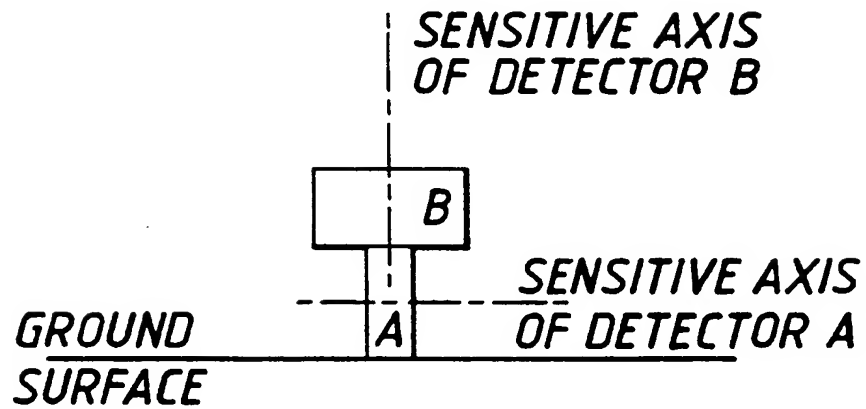 SENSITIVE AXIS
OF DETECTOR B
B
SENSITIVE AXIS
OF DETECTOR A
A
GROUND
SURFACE